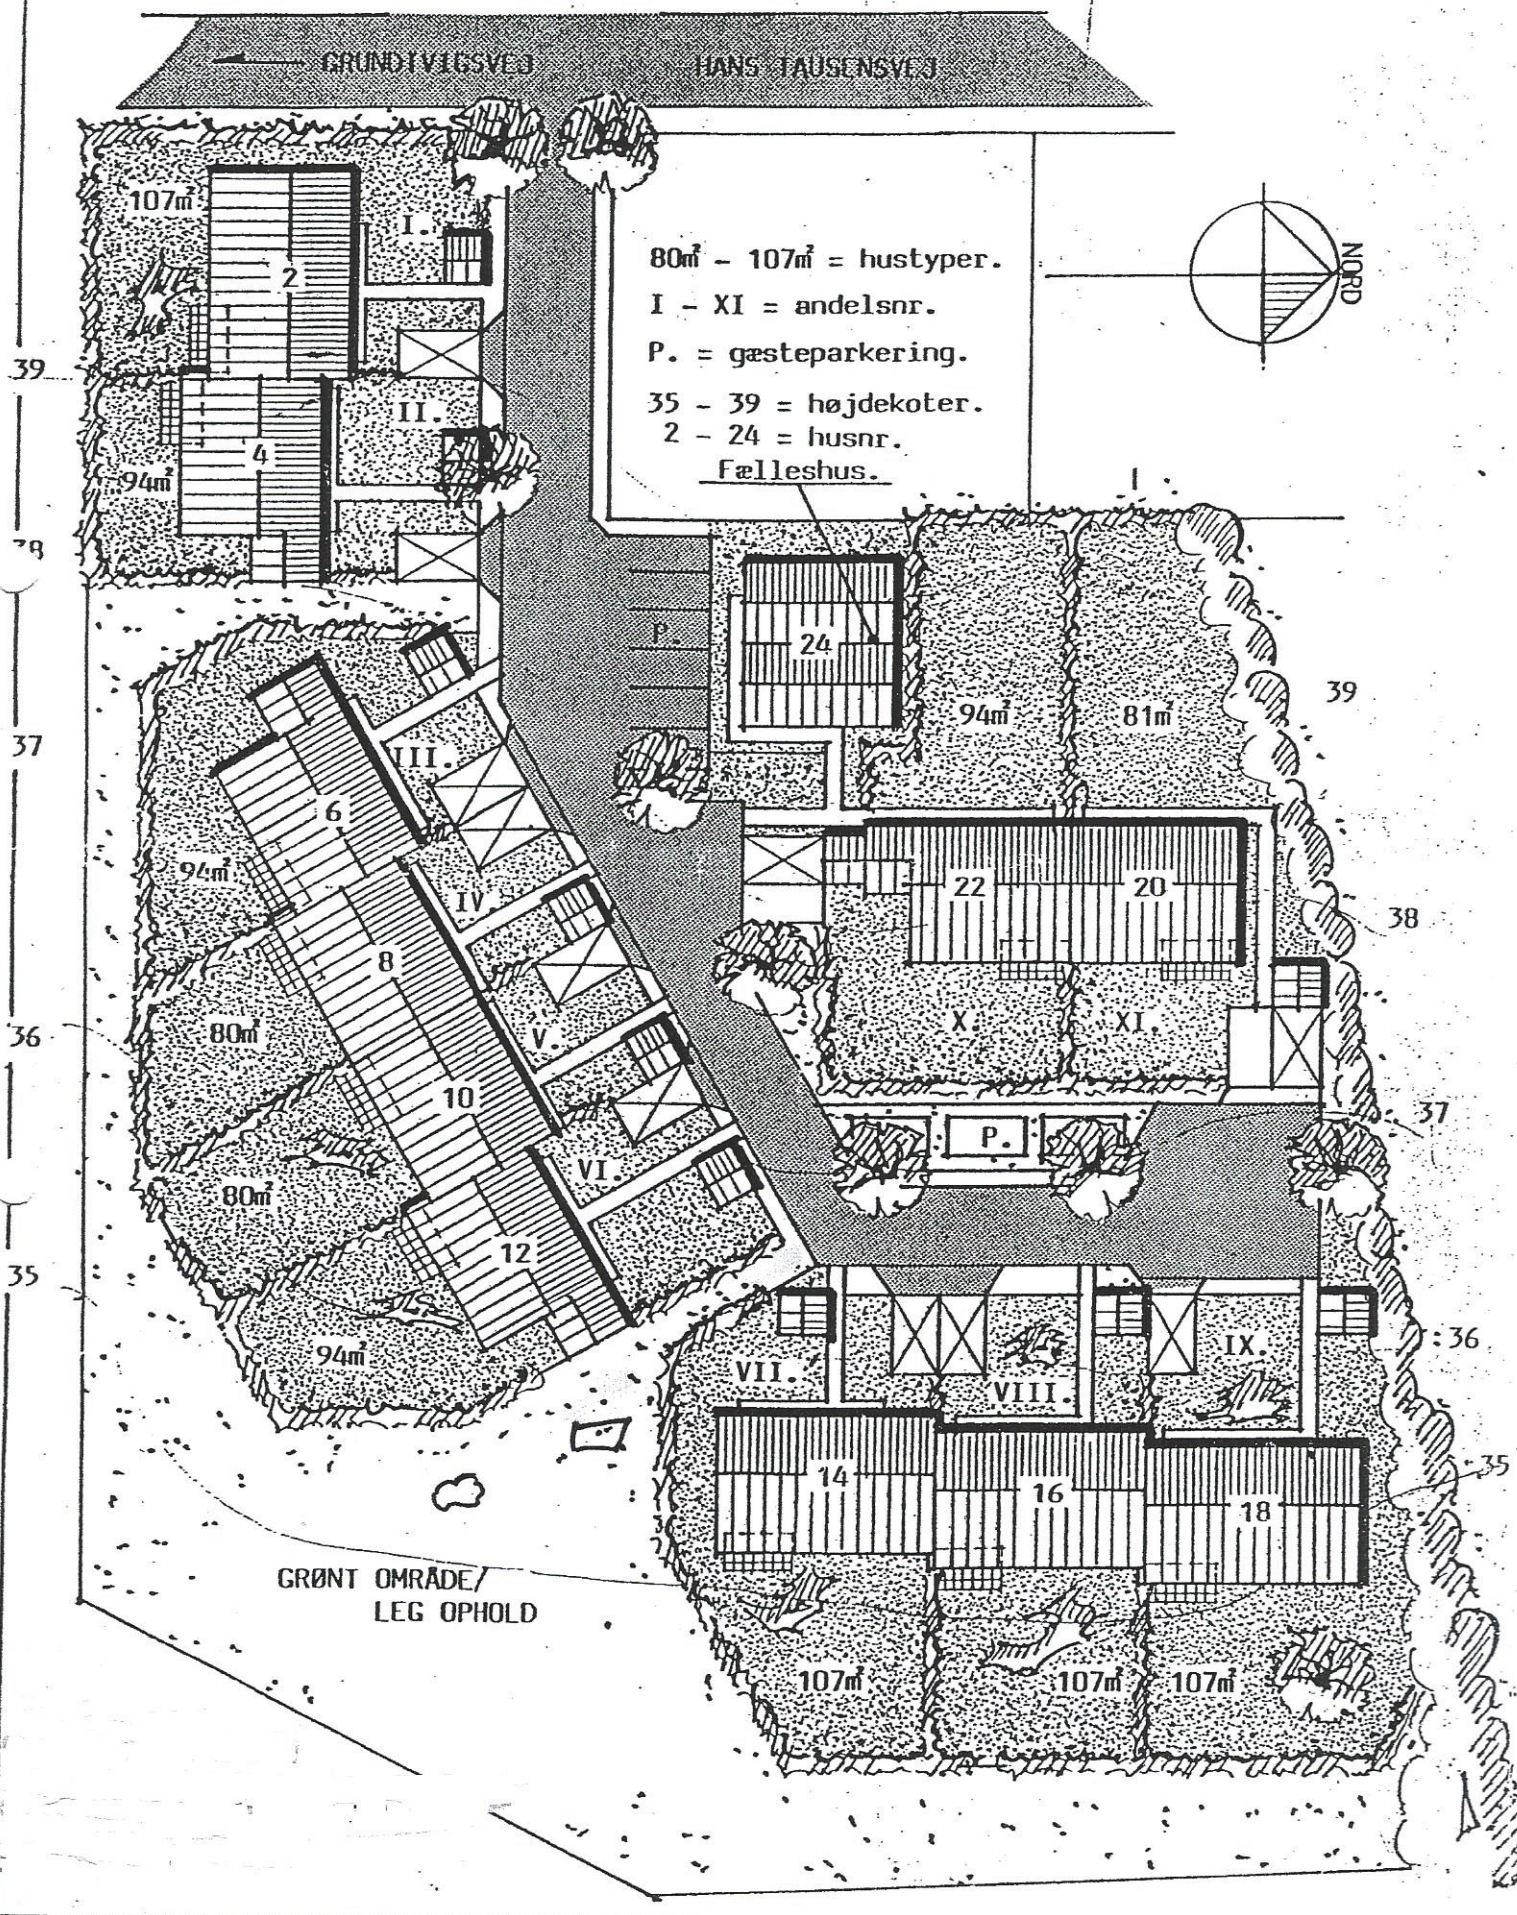 GRUNDTVIGSVEJ
HANS TAUSENSVEJ
107m²
I.
2
80m² - 107m² = hustyper.
I - XI = andelsnr.
P. = gæsteparkering.
35 - 39 = højdekoter.
2 - 24 = husnr.
Fælleshus.
NORD
39
II.
4
94m²
38
P.
24
94m²
81m²
39
37
III.
6
94m²
IV.
22
20
38
8
36
80m²
V.
X.
XI.
10
37
P.
80m²
VI.
12
35
94m²
VII.
VIII.
IX.
36
14
16
18
35
GRØNT OMRÅDE/
LEG OPHOLD
107m²
107m²
107m²